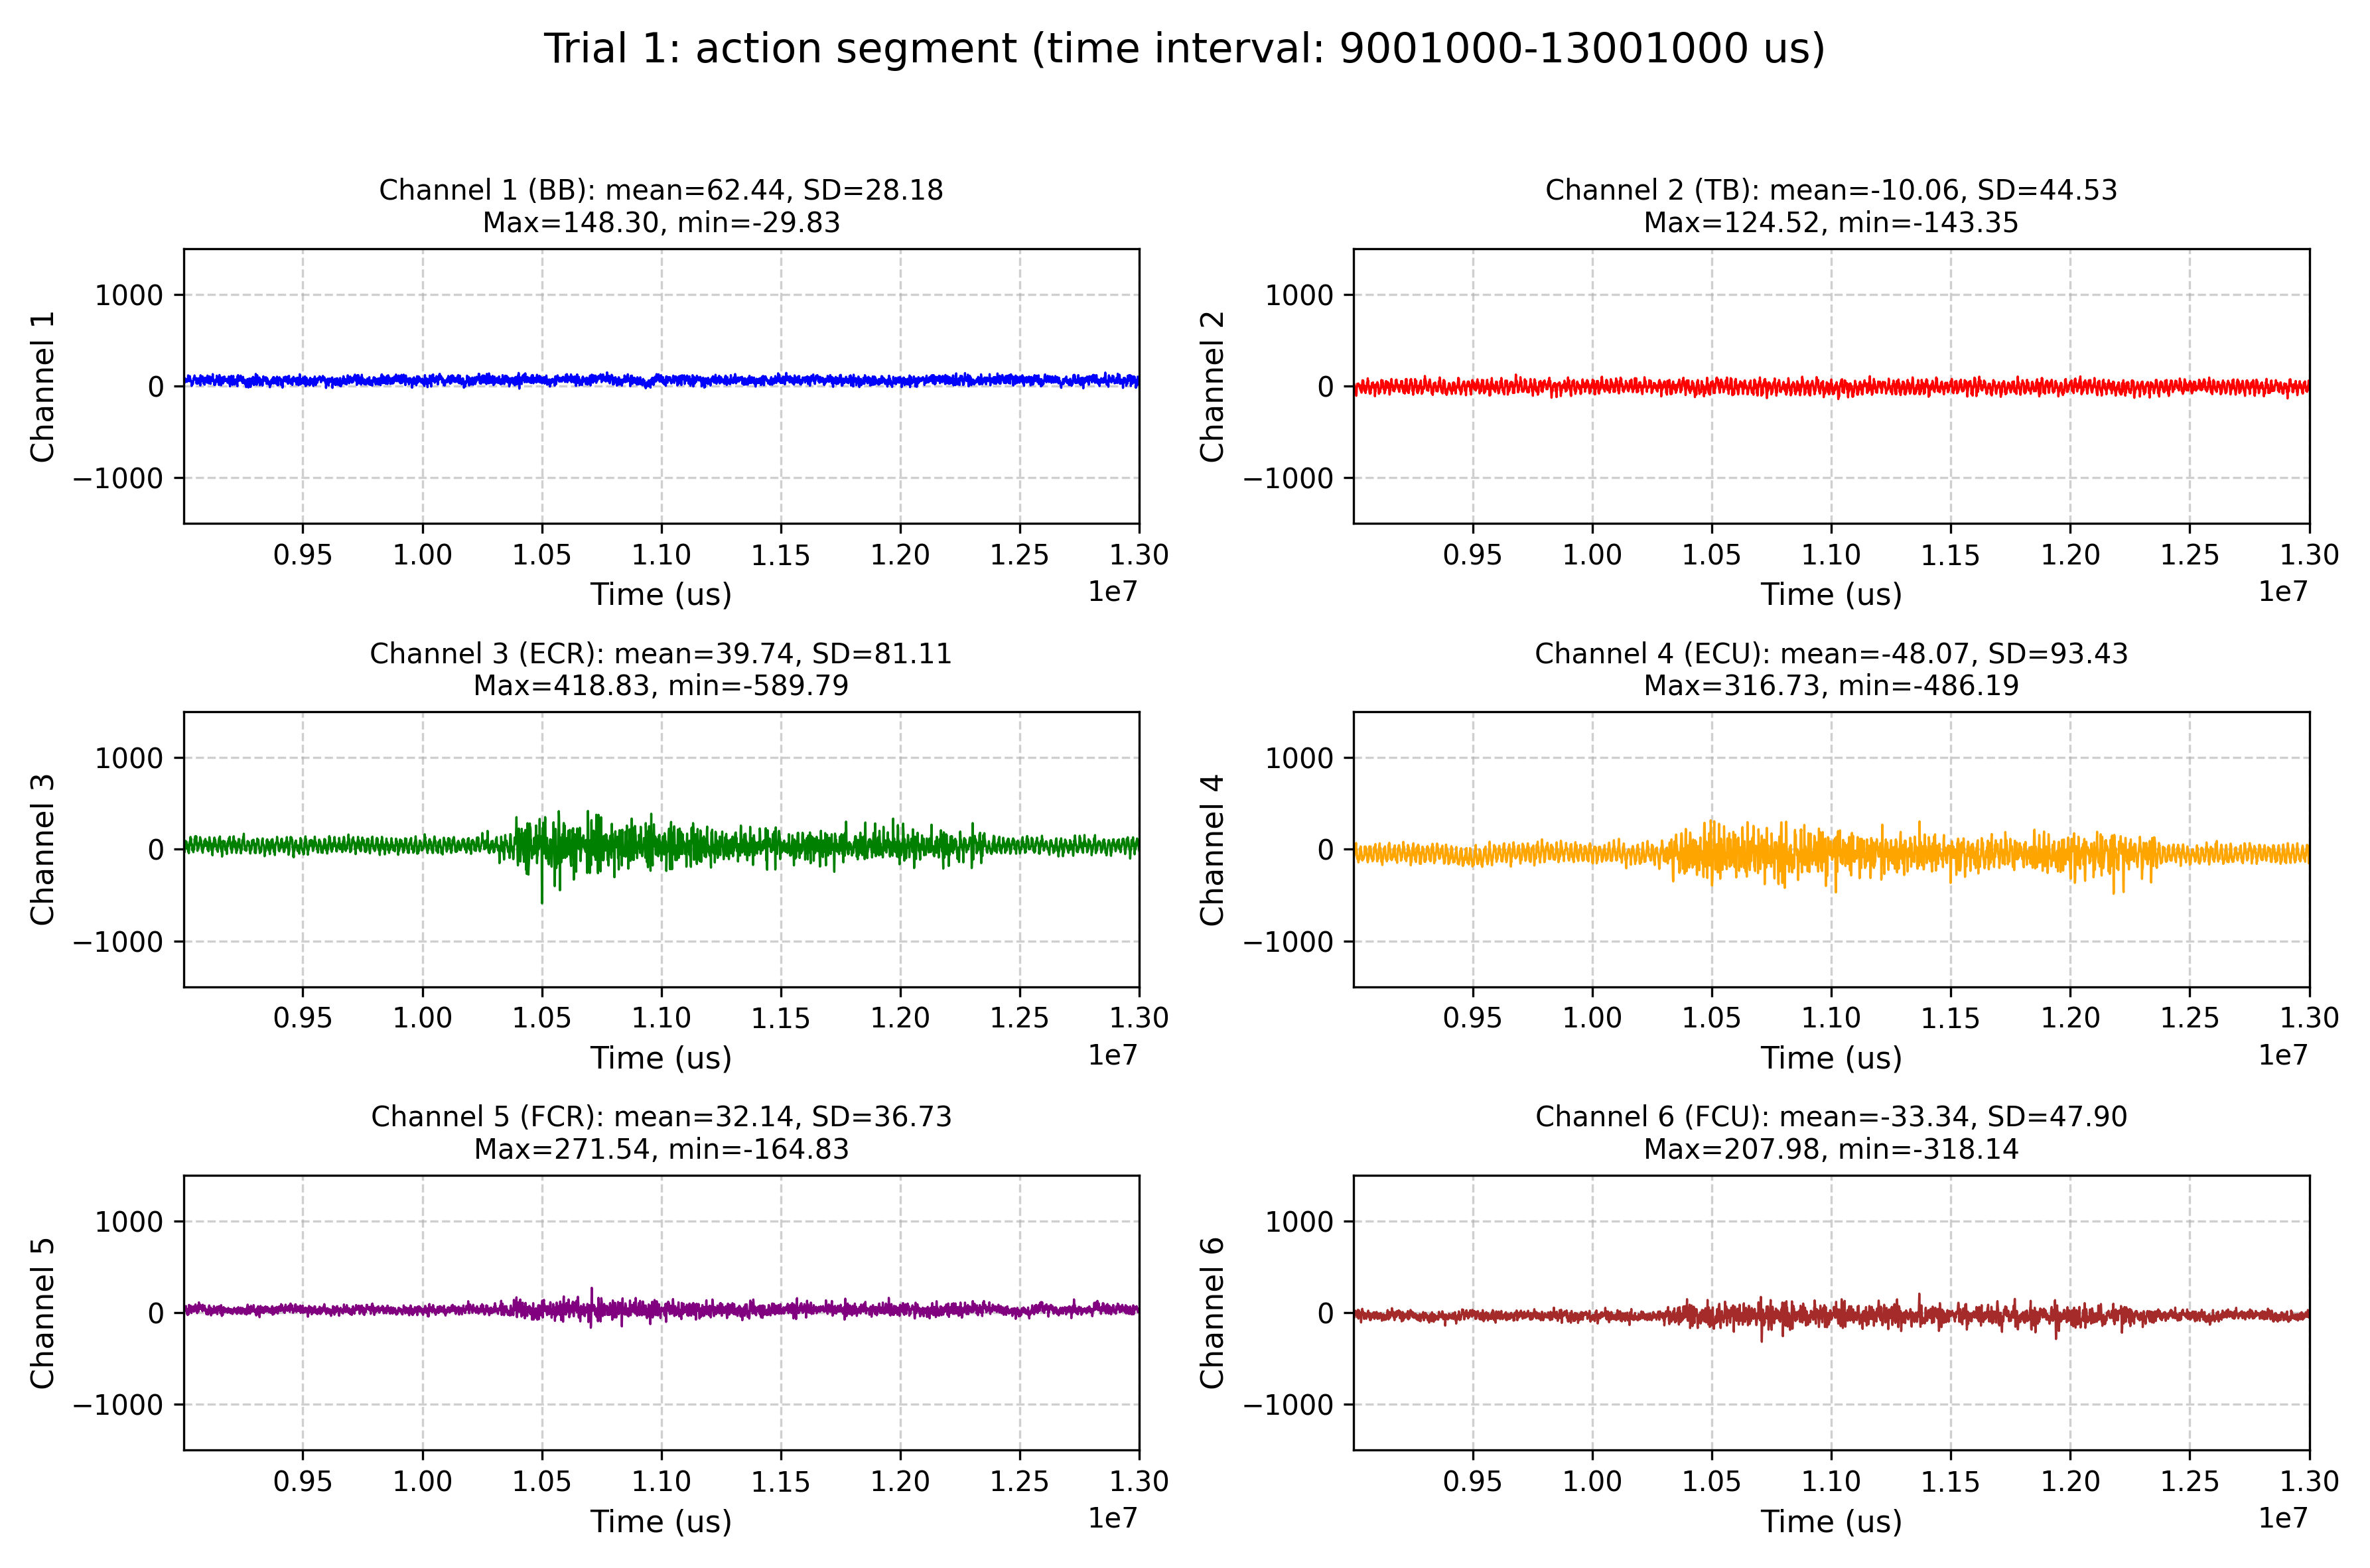 Trial 1: action segment (time interval: 9001000-13001000 us)
Channel 1 (BB): mean=62.44, SD=28.18
Max=148.30, min=-29.83
Channel 1
1000
0
−1000
0.95 1.00 1.05 1.10 1.15 1.20 1.25 1.30
Time (us)
1e7
Channel 2 (TB): mean=-10.06, SD=44.53
Max=124.52, min=-143.35
Channel 2
1000
0
−1000
0.95 1.00 1.05 1.10 1.15 1.20 1.25 1.30
Time (us)
1e7
Channel 3 (ECR): mean=39.74, SD=81.11
Max=418.83, min=-589.79
Channel 3
1000
0
−1000
0.95 1.00 1.05 1.10 1.15 1.20 1.25 1.30
Time (us)
1e7
Channel 4 (ECU): mean=-48.07, SD=93.43
Max=316.73, min=-486.19
Channel 4
1000
0
−1000
0.95 1.00 1.05 1.10 1.15 1.20 1.25 1.30
Time (us)
1e7
Channel 5 (FCR): mean=32.14, SD=36.73
Max=271.54, min=-164.83
Channel 5
1000
0
−1000
0.95 1.00 1.05 1.10 1.15 1.20 1.25 1.30
Time (us)
1e7
Channel 6 (FCU): mean=-33.34, SD=47.90
Max=207.98, min=-318.14
Channel 6
1000
0
−1000
0.95 1.00 1.05 1.10 1.15 1.20 1.25 1.30
Time (us)
1e7